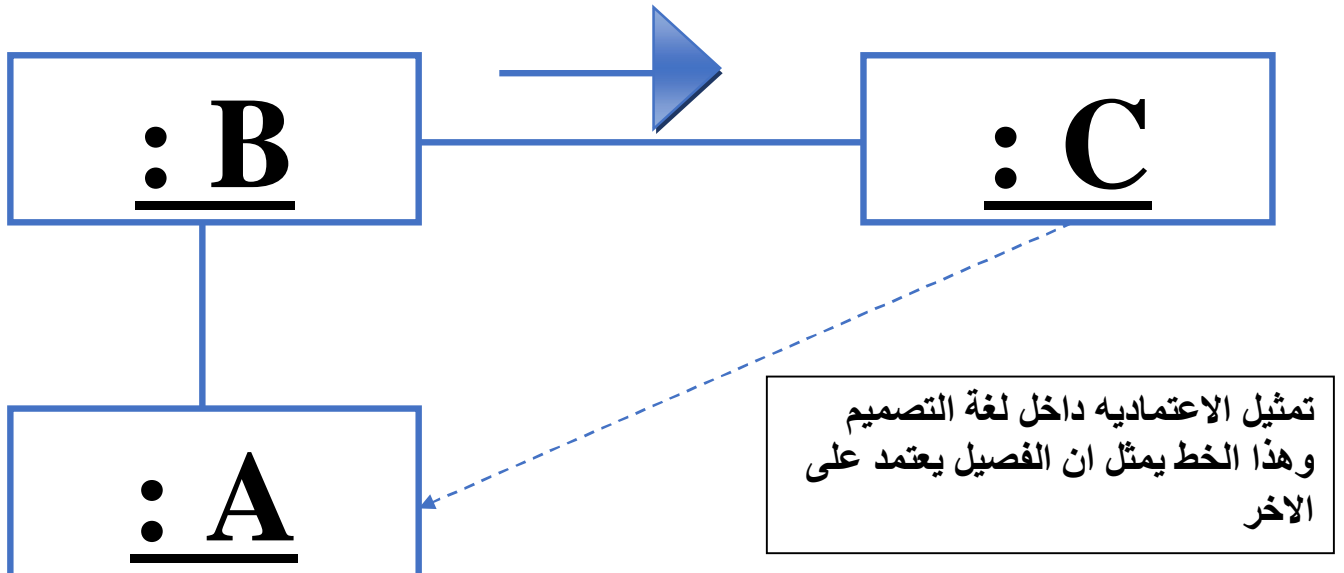 : B
: C
: A
تمثيل الاعتماديه داخل لغة التصميم
وهذا الخط يمثل ان الفصيل يعتمد على
الاخر